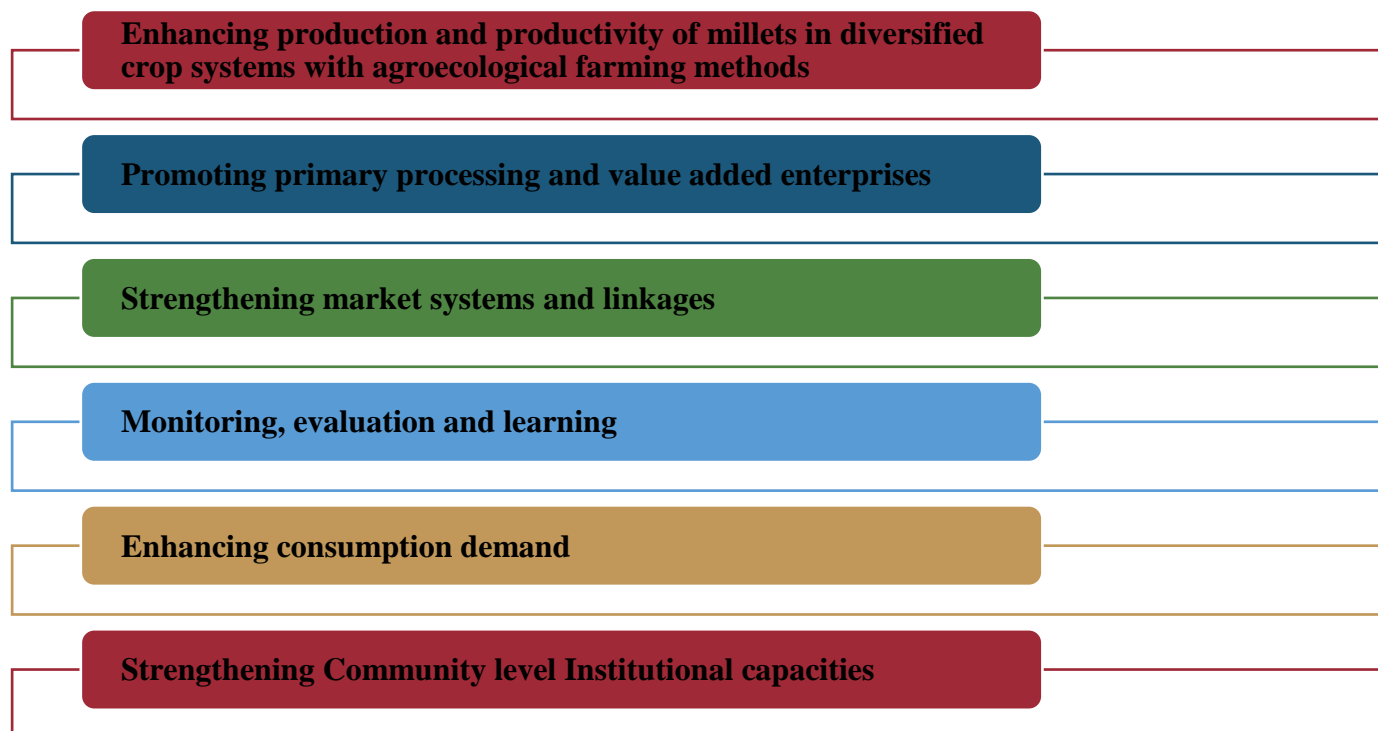 Enhancing production and productivity of millets in diversified
crop systems with agroecological farming methods
Promoting primary processing and value added enterprises
Strengthening market systems and linkages
Monitoring, evaluation and learning
Enhancing consumption demand
Strengthening Community level Institutional capacities